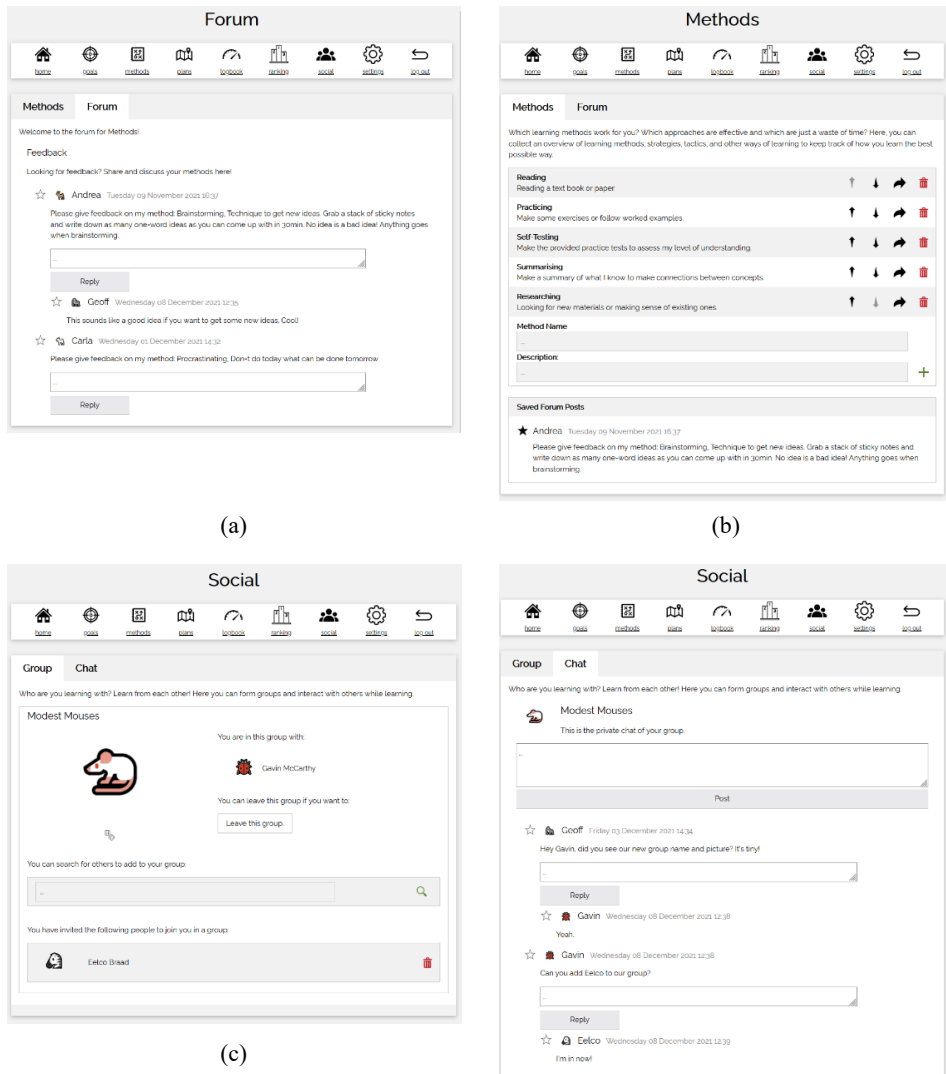 Forum
home goals methods plans logbook ranking social settings log out
Methods Forum
Welcome to the forum for Methods!
Feedback
Looking for feedback? Share and discuss your methods here!
Andrea Tuesday 09 November 2021 16:37
Please give feedback on my method: Brainstorming, Technique to get new ideas. Grab a stack of sticky notes
and write down as many one-word ideas as you can come up with in 30min. No idea is a bad idea! Anything goes
when brainstorming.
...
Reply
Geoff Wednesday 08 December 2021 12:35
This sounds like a good idea if you want to get some new ideas. Cool!
Carla Wednesday 01 December 2021 14:32
Please give feedback on my method: Procrastinating, Don't do today what can be done tomorrow
...
Reply
(a)
Methods
home goals methods plans logbook ranking social settings log out
Methods Forum
Which learning methods work for you? Which approaches are effective and which are just a waste of time? Here, you can
collect an overview of learning methods, strategies, tactics, and other ways of learning to keep track of how you learn the best
possible way.
Reading
Reading a text book or paper.
Practicing
Make some exercises or follow worked examples.
Self-Testing
Make the provided practice tests to assess my level of understanding.
Summarising
Make a summary of what I know to make connections between concepts.
Researching
Looking for new materials or making sense of existing ones.
Method Name
...
Description:
...
Saved Forum Posts
Andrea Tuesday 09 November 2021 16:37
Please give feedback on my method: Brainstorming, Technique to get new ideas. Grab a stack of sticky notes and
write down as many one-word ideas as you can come up with in 30min. No idea is a bad idea! Anything goes when
brainstorming.
(b)
Social
home goals methods plans logbook ranking social settings log out
Group Chat
Who are you learning with? Learn from each other! Here you can form groups and interact with others while learning.
Modest Mouses
You are in this group with:
Gavin McCarthy
You can leave this group if you want to:
Leave this group.
You can search for others to add to your group:
...
You have invited the following people to join you in a group:
Eelco Braad
(c)
Social
home goals methods plans logbook ranking social settings log out
Group Chat
Who are you learning with? Learn from each other! Here you can form groups and interact with others while learning.
Modest Mouses
This is the private chat of your group.
...
Post
Geoff Friday 03 December 2021 14:34
Hey Gavin, did you see our new group name and picture? It's tiny!
...
Reply
Gavin Wednesday 08 December 2021 12:38
Yeah.
Gavin Wednesday 08 December 2021 12:38
Can you add Eelco to our group?
...
Reply
Eelco Wednesday 08 December 2021 12:39
I'm in now!